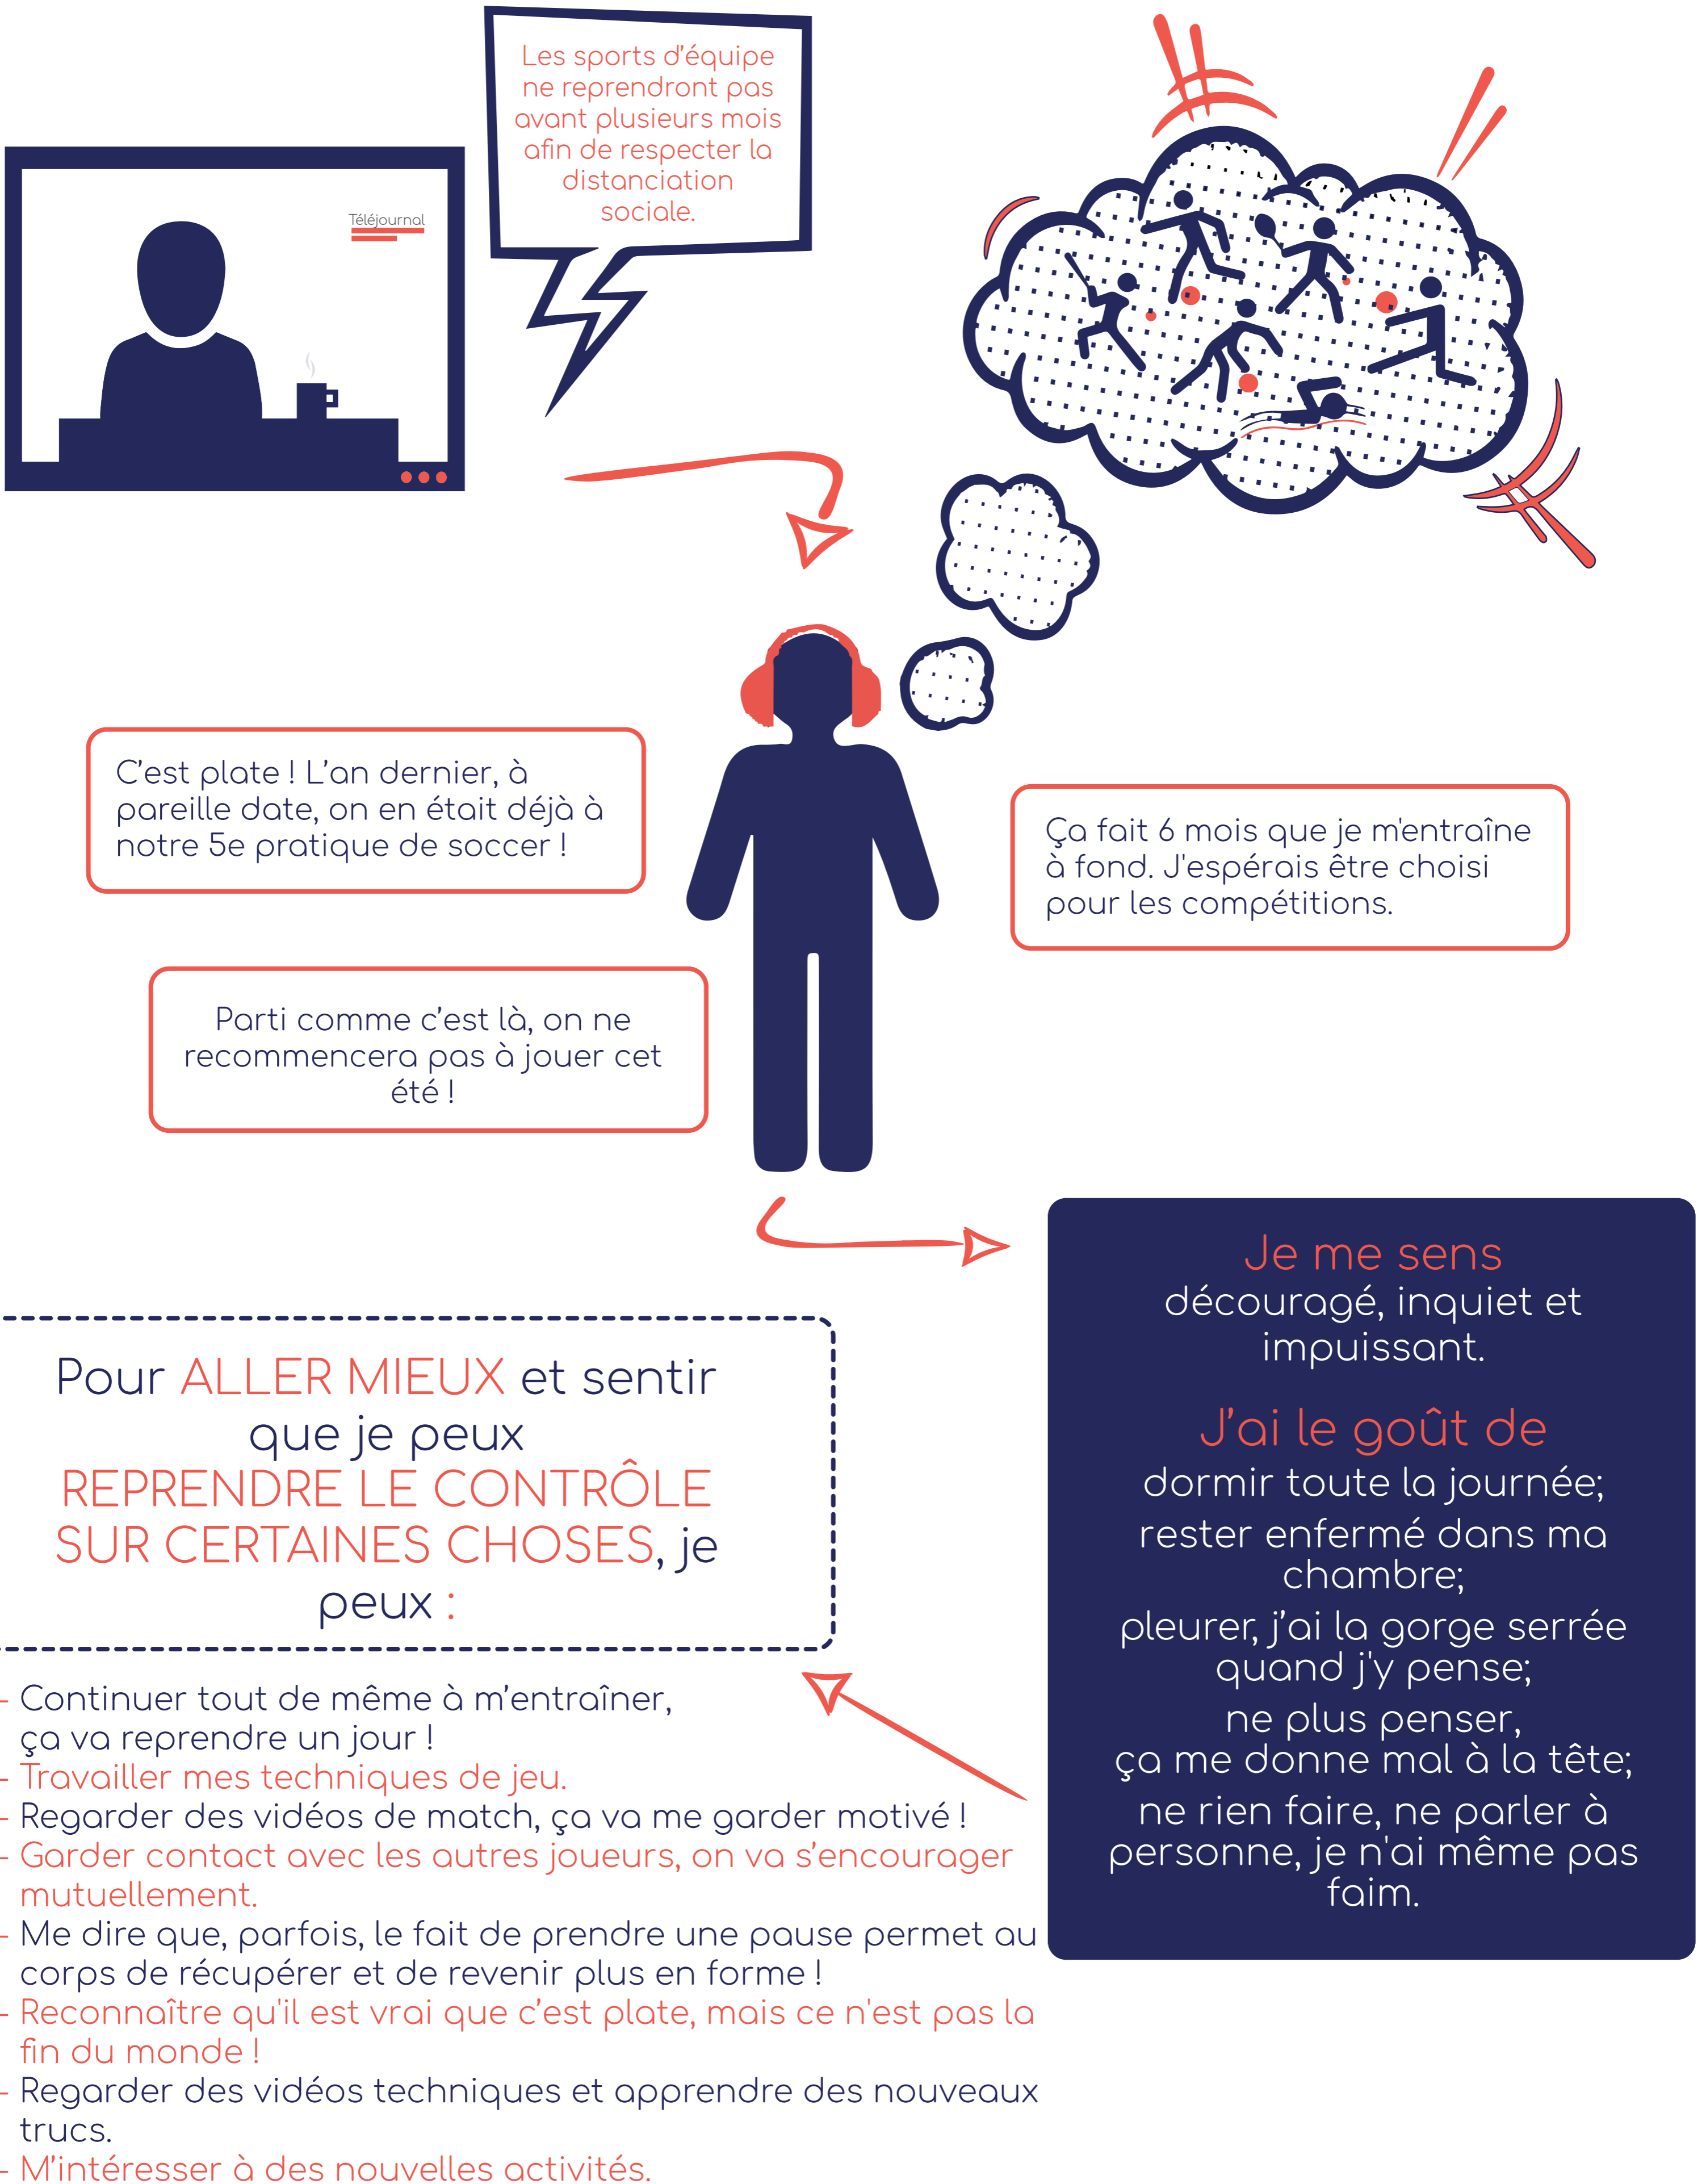 Les sports d’équipe
ne reprendront pas
avant plusieurs mois
afin de respecter la
distanciation
sociale.
Téléjournal
C’est plate ! L’an dernier, à
pareille date, on en était déjà à
notre 5e pratique de soccer !
Ça fait 6 mois que je m'entraîne
à fond. J'espérais être choisi
pour les compétitions.
Parti comme c’est là, on ne
recommencera pas à jouer cet
été !
Je me sens
découragé, inquiet et
impuissant.
J’ai le goût de
dormir toute la journée;
rester enfermé dans ma
chambre;
pleurer, j’ai la gorge serrée
quand j'y pense;
ne plus penser,
ça me donne mal à la tête;
ne rien faire, ne parler à
personne, je n'ai même pas
faim.
Pour ALLER MIEUX et sentir
que je peux
REPRENDRE LE CONTRÔLE
SUR CERTAINES CHOSES, je
peux :
- Continuer tout de même à m’entraîner,
ça va reprendre un jour !
- Travailler mes techniques de jeu.
- Regarder des vidéos de match, ça va me garder motivé !
- Garder contact avec les autres joueurs, on va s’encourager
mutuellement.
- Me dire que, parfois, le fait de prendre une pause permet au
corps de récupérer et de revenir plus en forme !
- Reconnaître qu'il est vrai que c’est plate, mais ce n'est pas la
fin du monde !
- Regarder des vidéos techniques et apprendre des nouveaux
trucs.
- M’intéresser à des nouvelles activités.